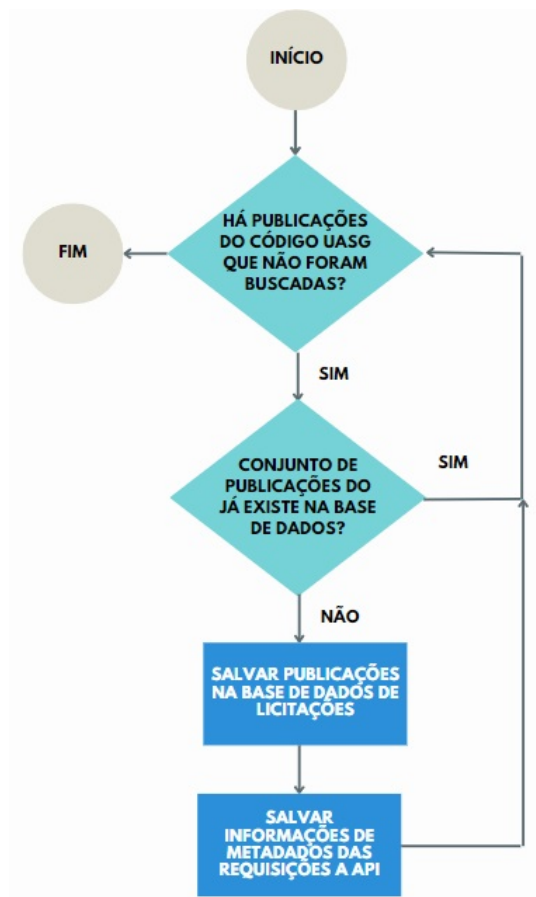 INÍCIO
HÁ PUBLICAÇÕES
DO CÓDIGO UASG
QUE NÃO FORAM
BUSCADAS?
FIM
SIM
CONJUNTO DE
PUBLICAÇÕES DO
JÁ EXISTE NA BASE
DE DADOS?
SIM
NÃO
SALVAR PUBLICAÇÕES
NA BASE DE DADOS DE
LICITAÇÕES
SALVAR
INFORMAÇÕES DE
METADADOS DAS
REQUISIÇÕES A API